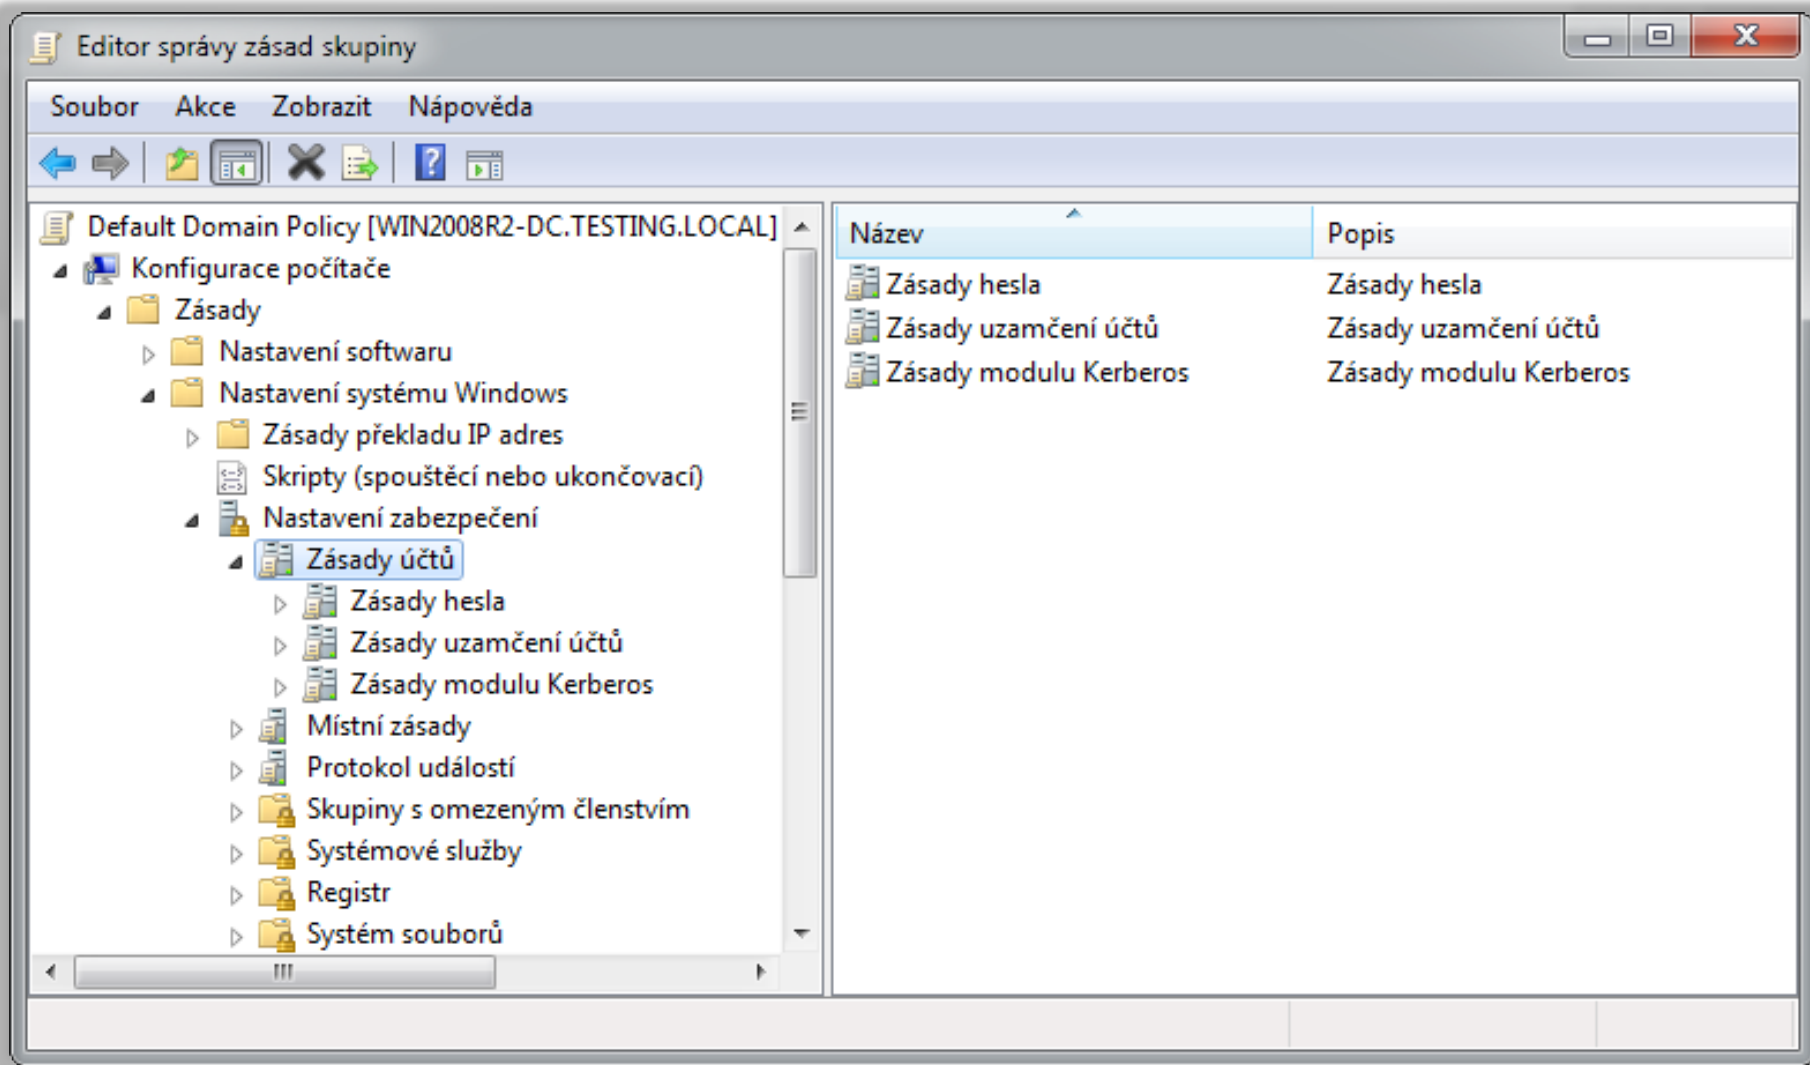 Editor správy zásad skupiny
Soubor Akce Zobrazit Nápověda
Default Domain Policy [WIN2008R2-DC.TESTING.LOCAL]
Konfigurace počítače
Zásady
Nastavení softwaru
Nastavení systému Windows
Zásady překladu IP adres
Skripty (spouštěcí nebo ukončovací)
Nastavení zabezpečení
Zásady účtů
Zásady hesla
Zásady uzamčení účtů
Zásady modulu Kerberos
Místní zásady
Protokol událostí
Skupiny s omezeným členstvím
Systémové služby
Registr
Systém souborů
Název Popis
Zásady hesla Zásady hesla
Zásady uzamčení účtů Zásady uzamčení účtů
Zásady modulu Kerberos Zásady modulu Kerberos